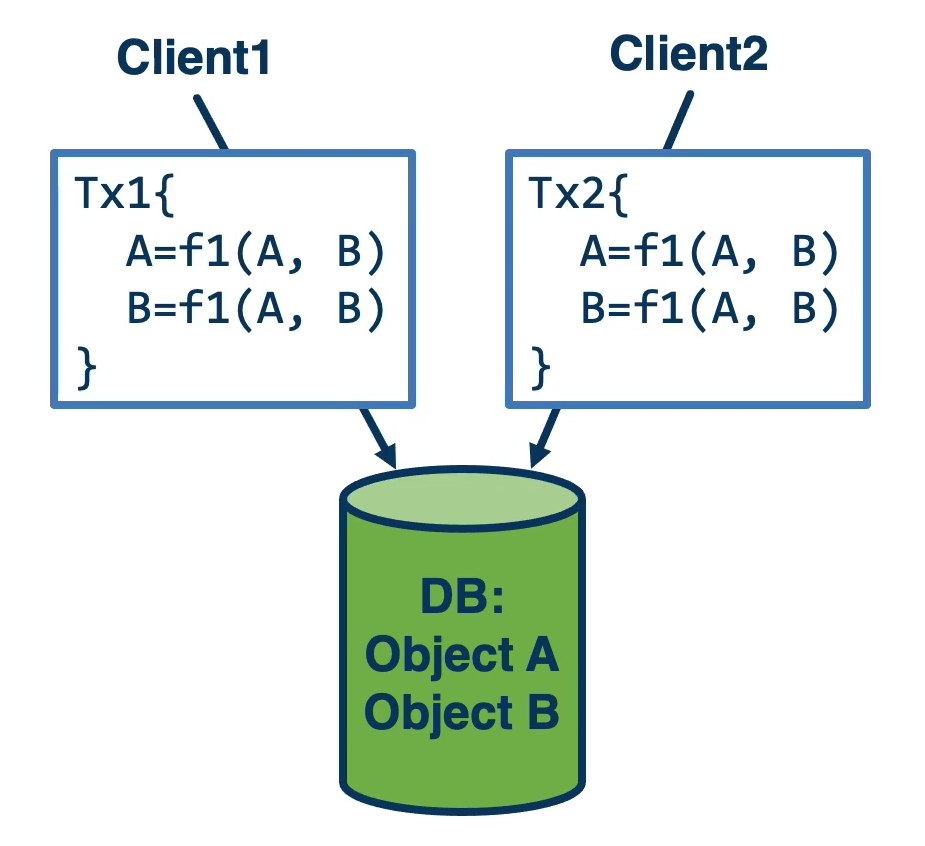 Client1
Tx1{
A=f1(A, B)
B=f1(A, B)
}
Client2
Tx2{
A=f1(A, B)
B=f1(A, B)
}
DB:
Object A
Object B